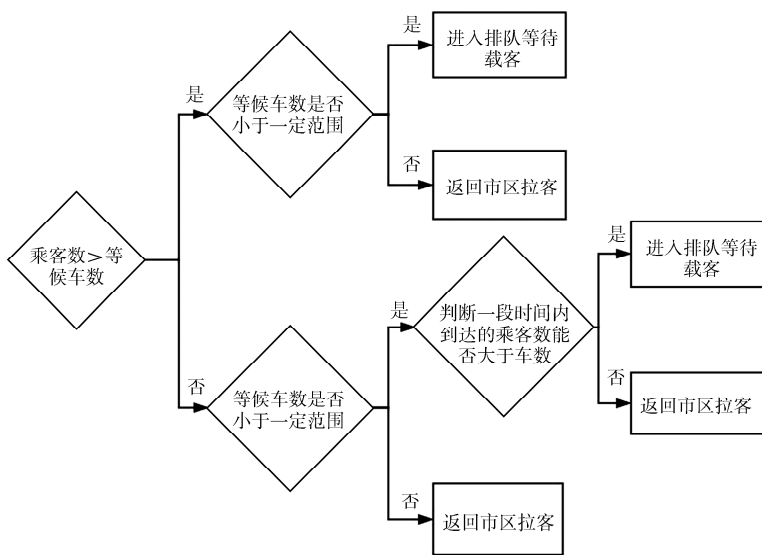 是
进入排队等待
载客
是
等候车数是否
小于一定范围
否
返回市区拉客
乘客数>等
候车数
是
进入排队等待
载客
是
判断一段时间内
到达的乘客数能
否大于车数
否
等候车数是否
小于一定范围
否
返回市区拉客
否
返回市区拉客